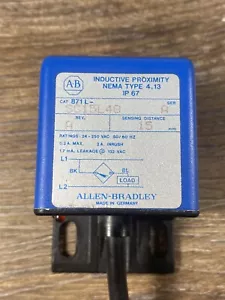 AB
INDUCTIVE PROXIMITY
NEMA TYPE 4,13
IP 67
CAT 871L- SER.
A
REV. SENSING DISTANCE
A 15 mm
RATINGS: 24-250 VAC 50/60 HZ
0.2A MAX. 2A INRUSH
1.7 mA. LEAKAGE @ 132 VAC
L1
BK BL
LOAD
L2
ALLEN-BRADLEY
MADE IN GERMANY